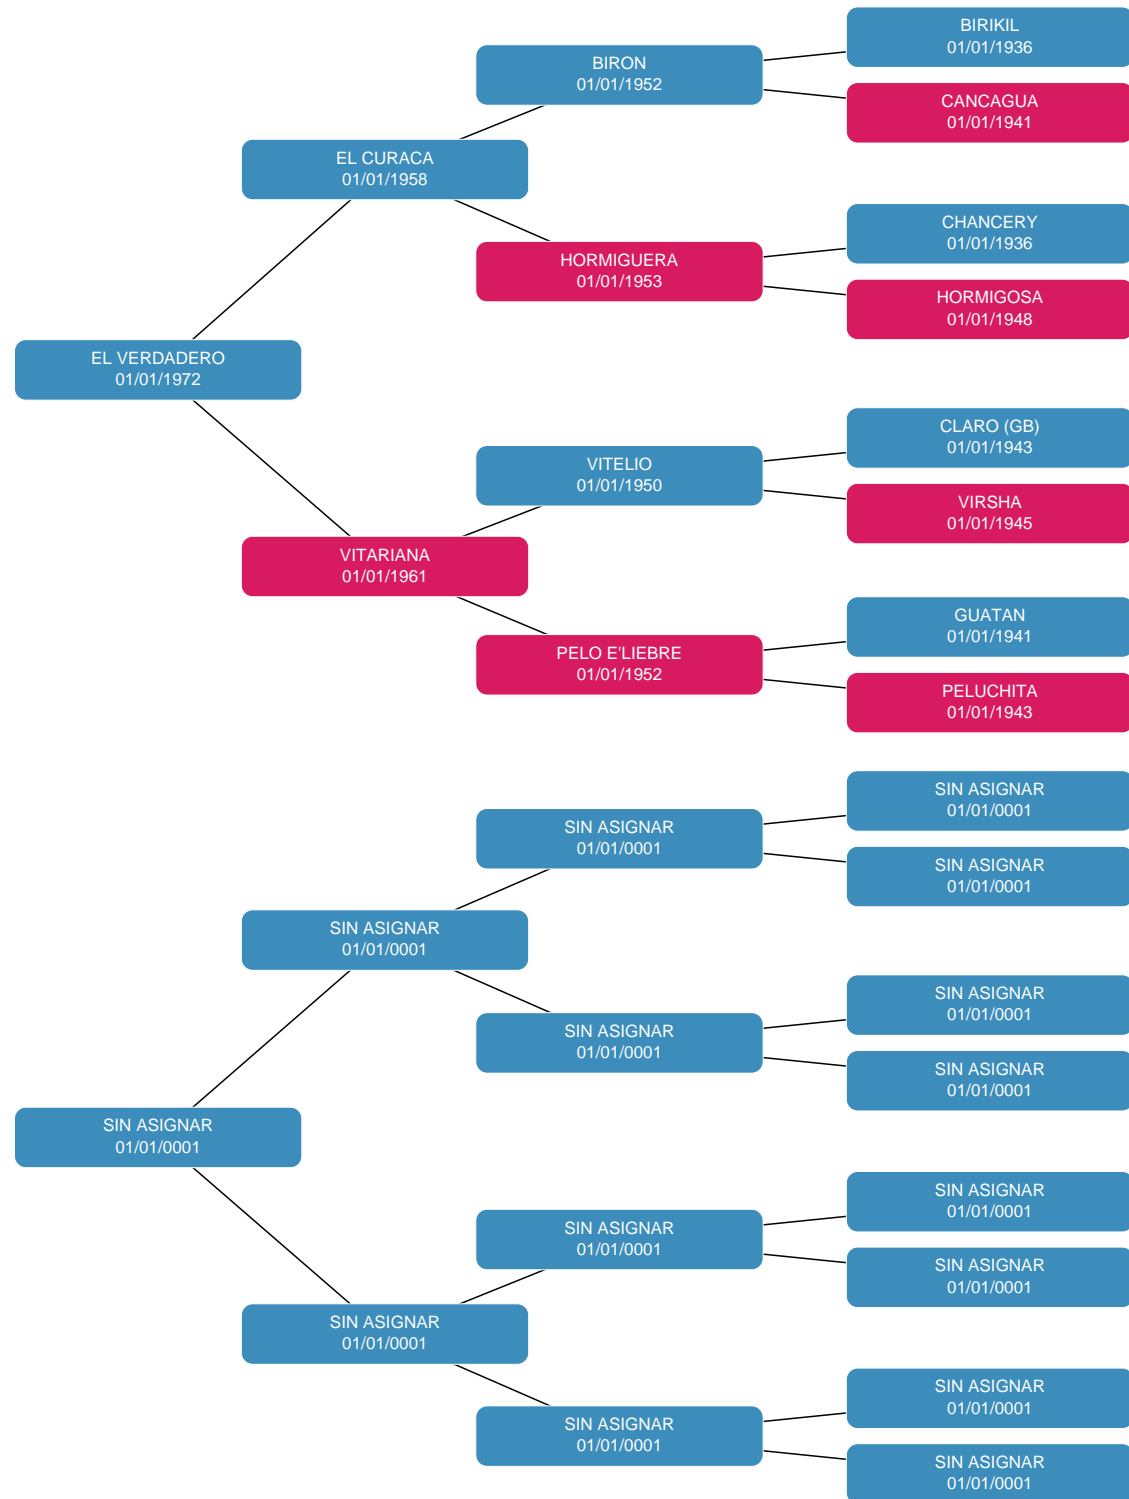 BIRIKIL
01/01/1936
BIRON
01/01/1952
CANCAGUA
01/01/1941
EL CURACA
01/01/1958
CHANCERY
01/01/1936
HORMIGUERA
01/01/1953
HORMIGOSA
01/01/1948
EL VERDADERO
01/01/1972
CLARO (GB)
01/01/1943
VITELIO
01/01/1950
VIRSHA
01/01/1945
VITARIANA
01/01/1961
GUATAN
01/01/1941
PELO E'LIEBRE
01/01/1952
PELUCHITA
01/01/1943
SIN ASIGNAR
01/01/0001
SIN ASIGNAR
01/01/0001
SIN ASIGNAR
01/01/0001
SIN ASIGNAR
01/01/0001
SIN ASIGNAR
01/01/0001
SIN ASIGNAR
01/01/0001
SIN ASIGNAR
01/01/0001
SIN ASIGNAR
01/01/0001
SIN ASIGNAR
01/01/0001
SIN ASIGNAR
01/01/0001
SIN ASIGNAR
01/01/0001
SIN ASIGNAR
01/01/0001
SIN ASIGNAR
01/01/0001
SIN ASIGNAR
01/01/0001
SIN ASIGNAR
01/01/0001